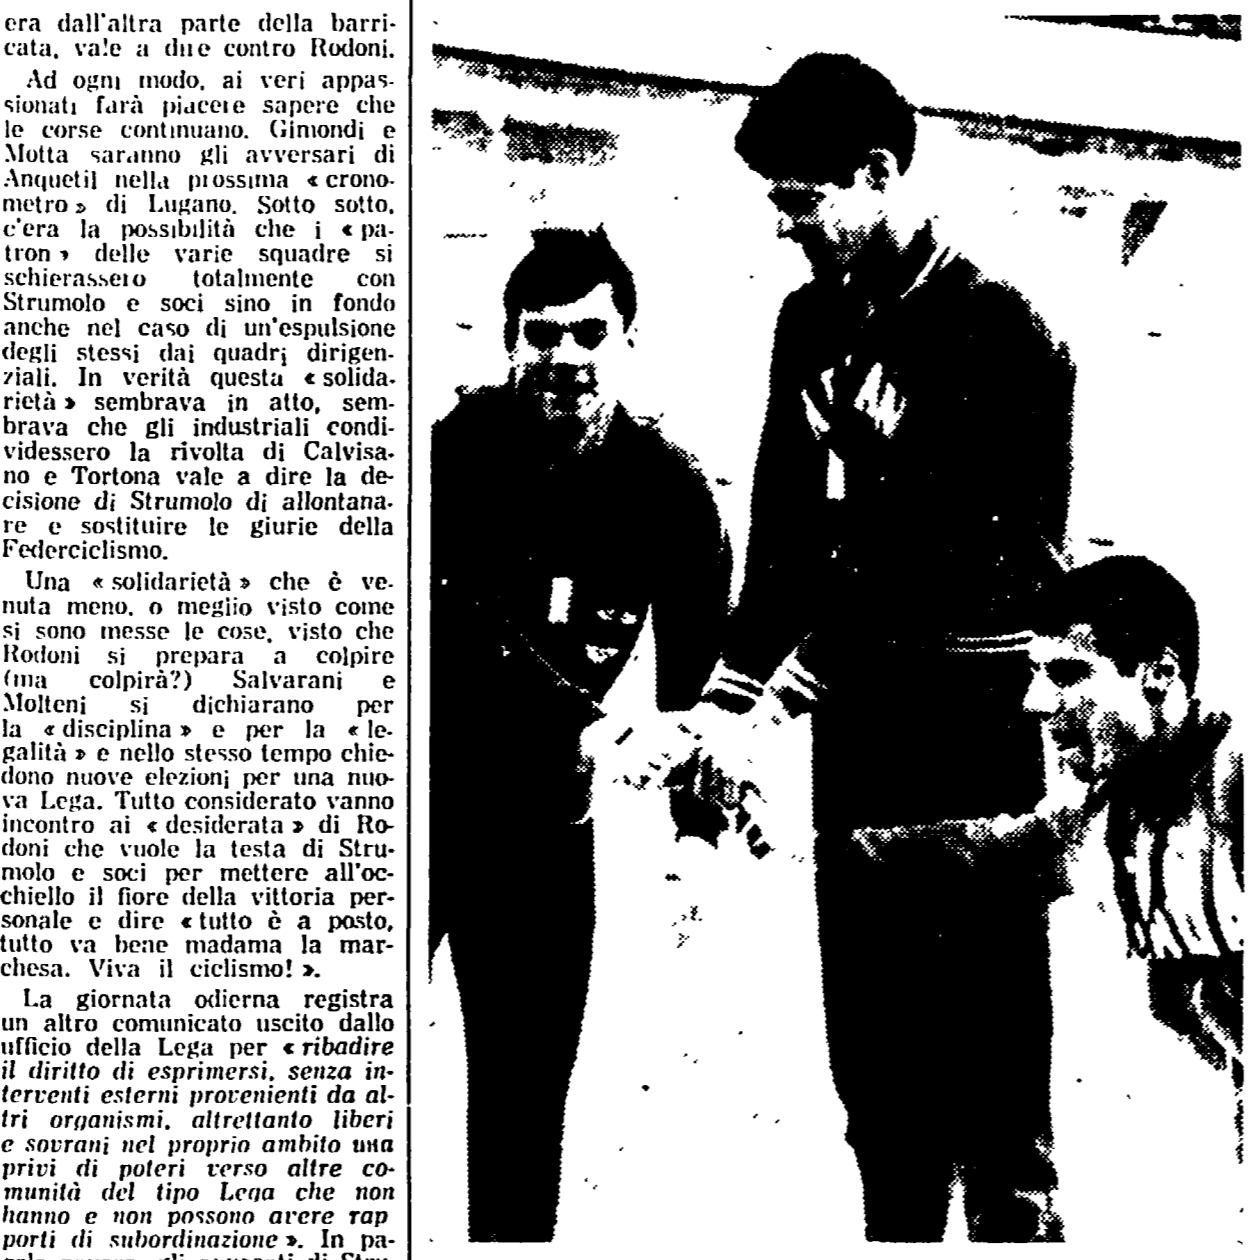 era dall'altra parte della barri-
cata, vale a due contro Rodoni.
Ad ogni modo, ai veri appas-
sionati farà piacere sapere che
le corse continuano. Gimondi e
Motta saranno gli avversari di
Anquetil nella prossima « crono-
metro » di Lugano. Sotto sotto,
c'era la possibilità che i « pa-
tron » delle varie squadre si
schierassero totalmente con
Strumolo e soci sino in fondo
anche nel caso di un'espulsione
degli stessi dai quadri dirigen-
ziali. In verità questa « solida-
rietà » sembrava in atto, sem-
brava che gli industriali condi-
videssero la rivolta di Calvisa-
no e Tortona vale a dire la de-
cisione di Strumolo di allontana-
re e sostituire le giurie della
Federciclismo.
Una « solidarietà » che è ve-
nuta meno, o meglio visto come
si sono messe le cose, visto che
Rodoni si prepara a colpire
(ma colpirà?) Salvarani e
Molteni si dichiarano per
la « disciplina » e per la « le-
galità » e nello stesso tempo chie-
dono nuove elezioni per una nuo-
va Lega. Tutto considerato vanno
incontro ai « desiderata » di Ro-
doni che vuole la testa di Stru-
molo e soci per mettere all'oc-
chiello il fiore della vittoria per-
sonale e dire « tutto è a posto,
tutto va bene madama la mar-
chesa. Viva il ciclismo! ».
La giornata odierna registra
un altro comunicato uscito dallo
ufficio della Lega per « ribadire
il diritto di esprimersi, senza in-
terventi esterni provenienti da al-
tri organismi, altrettanto liberi
e sovrani nel proprio ambito ma
privi di poteri verso altre co-
munità del tipo Lega che non
hanno e non possono avere rap
porti di subordinazione ». In pa-